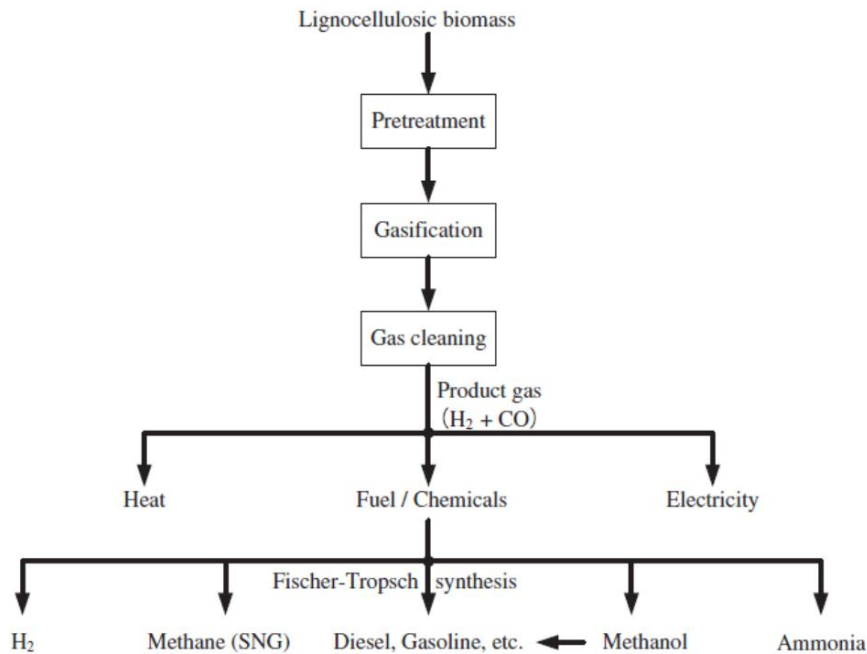 Lignocellulosic biomass
Pretreatment
Gasification
Gas cleaning
Product gas
(H₂ + CO)
Heat
Fuel / Chemicals
Electricity
Fischer-Tropsch synthesis
H₂
Methane (SNG)
Diesel, Gasoline, etc.
Methanol
Ammonia